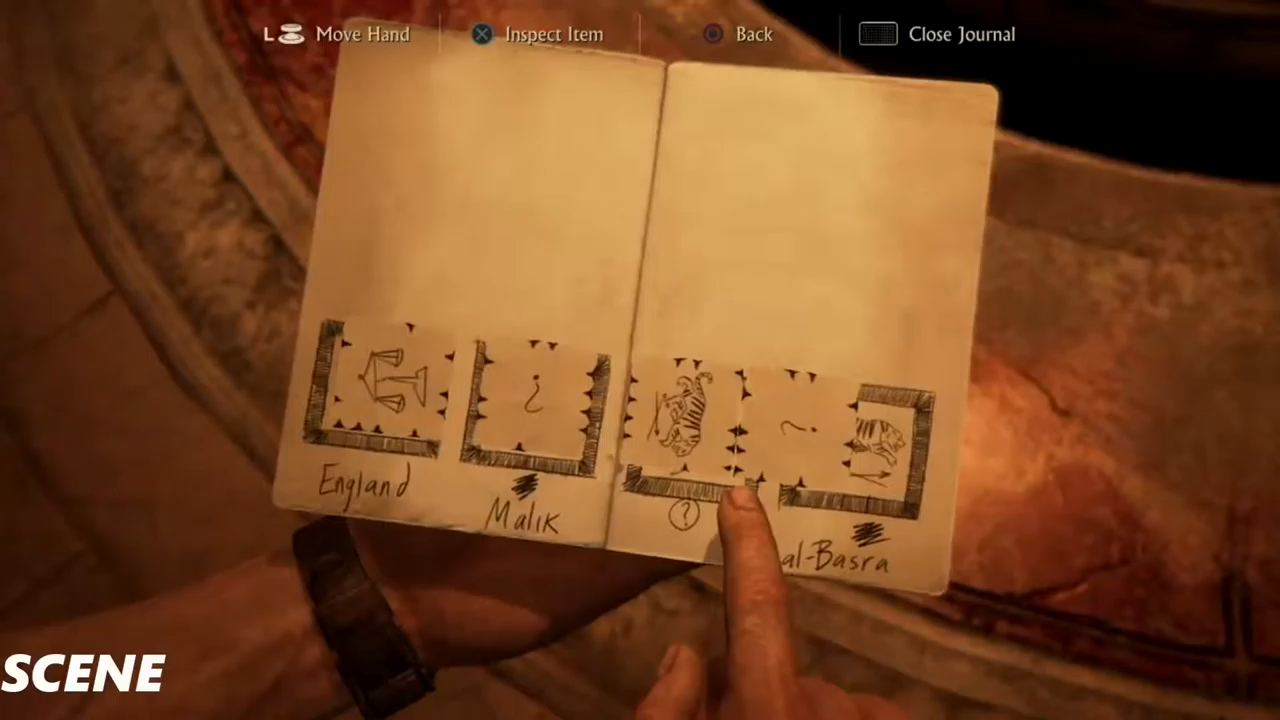 L Move Hand
Inspect Item
Back
Close Journal
?
?
England
Malik
?
al-Basra
SCENE